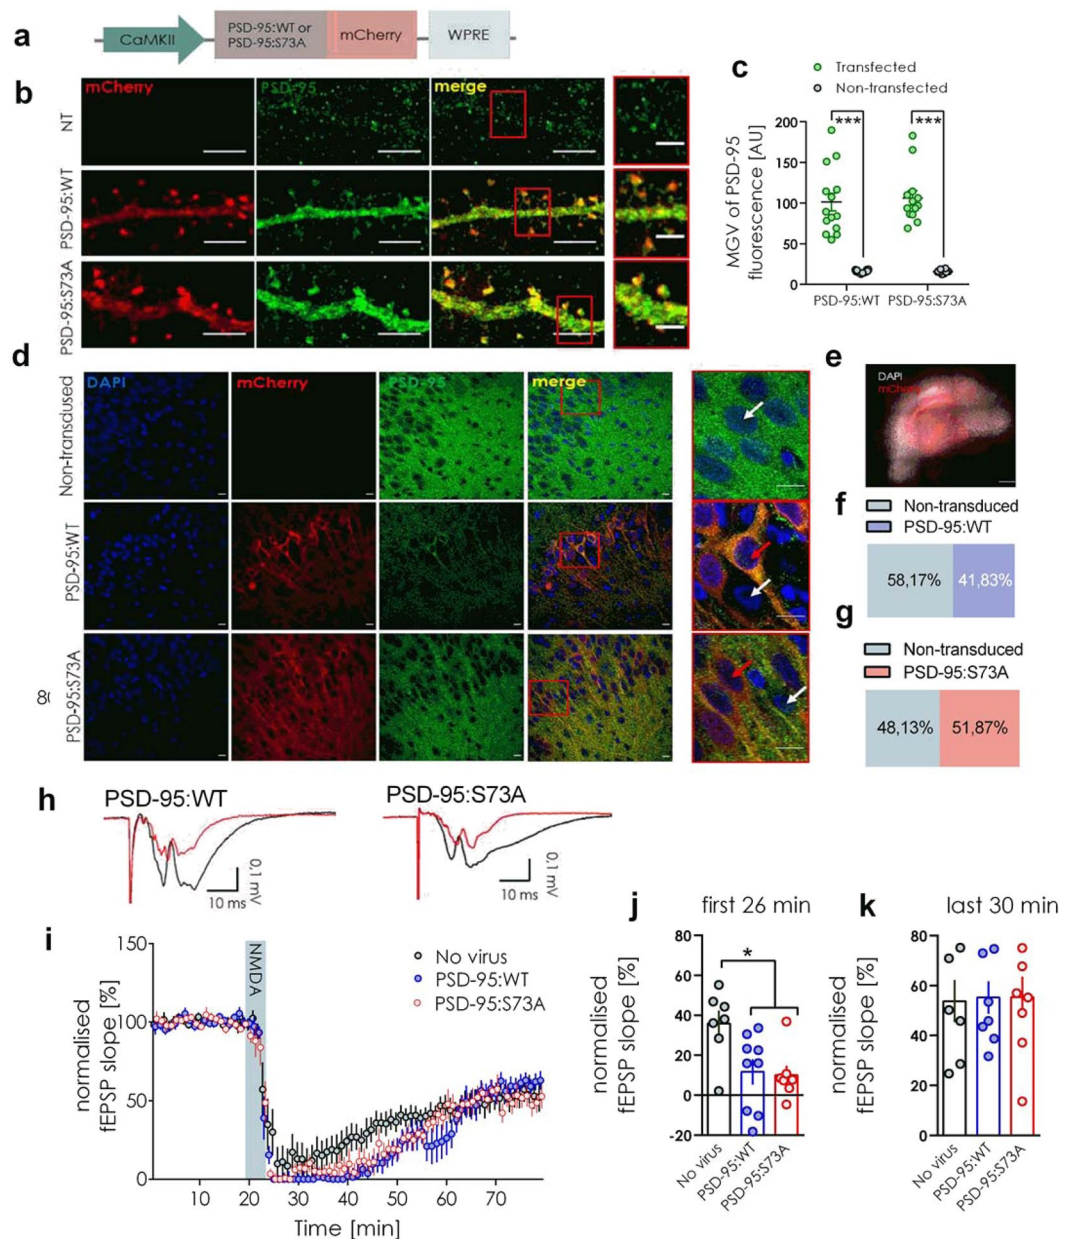 a
CaMKII
PSD-95:WT or
PSD-95:S73A
mCherry
WPRE
b
mCherry
PSD-95
merge
NT
PSD-95:WT
PSD-95:S73A
c
Transfected
Non-transfected
MGV of PSD-95
fluorescence [AU]
200
150
100
50
0
***
***
PSD-95:WT
PSD-95:S73A
d
DAPI
mCherry
PSD-95
merge
Non-transdused
PSD-95:WT
PSD-95:S73A
e
DAPI
mCherry
f
Non-transduced
PSD-95:WT
58,17%
41,83%
g
Non-transduced
PSD-95:S73A
48,13%
51,87%
h
PSD-95:WT
0,1 mV
10 ms
PSD-95:S73A
0,1 mV
10 ms
i
normalised
fEPSP slope [%]
150
100
50
0
NMDA
No virus
PSD-95:WT
PSD-95:S73A
10
20
30
40
50
60
70
Time [min]
j
first 26 min
normalised
fEPSP slope [%]
80
60
40
20
0
-20
*
No virus
PSD-95:WT
PSD-95:S73A
k
last 30 min
normalised
fEPSP slope [%]
80
60
40
20
0
No virus
PSD-95:WT
PSD-95:S73A